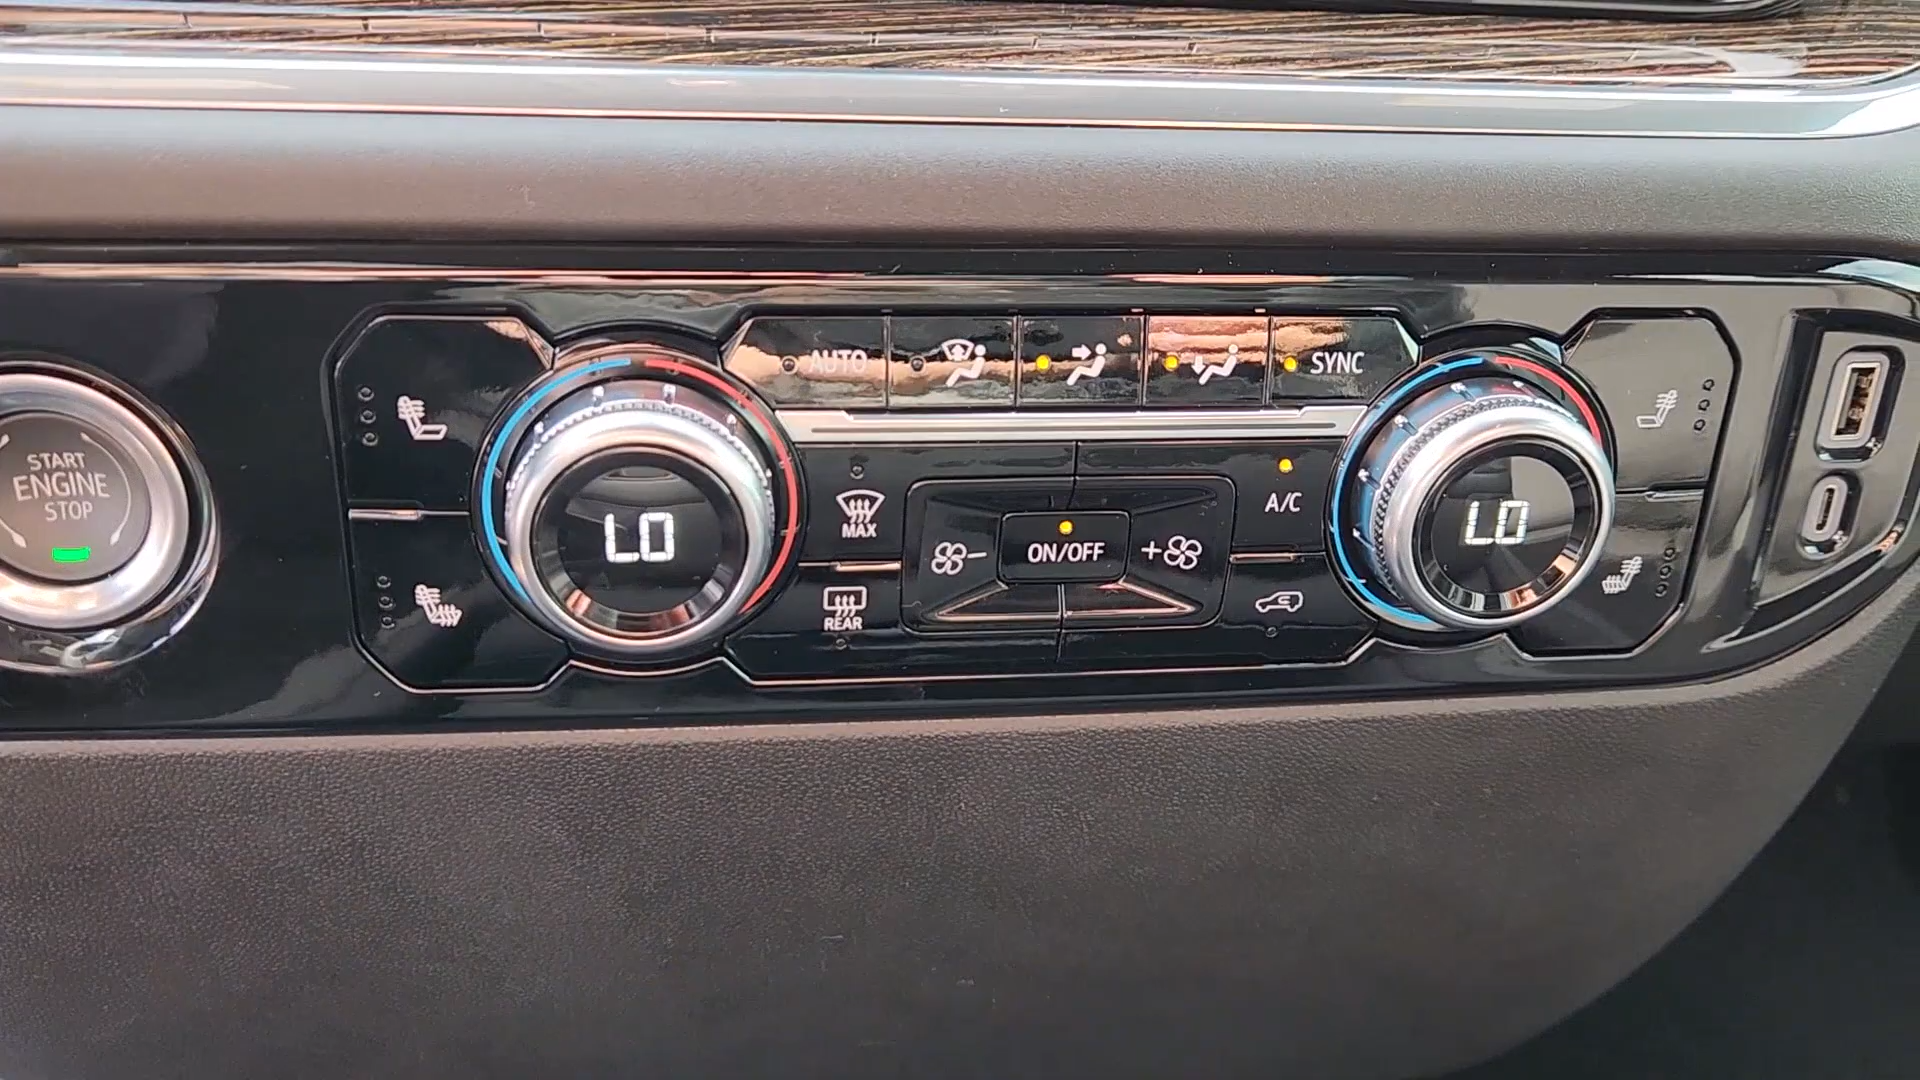 START
ENGINE
STOP
LO
AUTO
SYNC
MAX
REAR
ON/OFF
A/C
LO